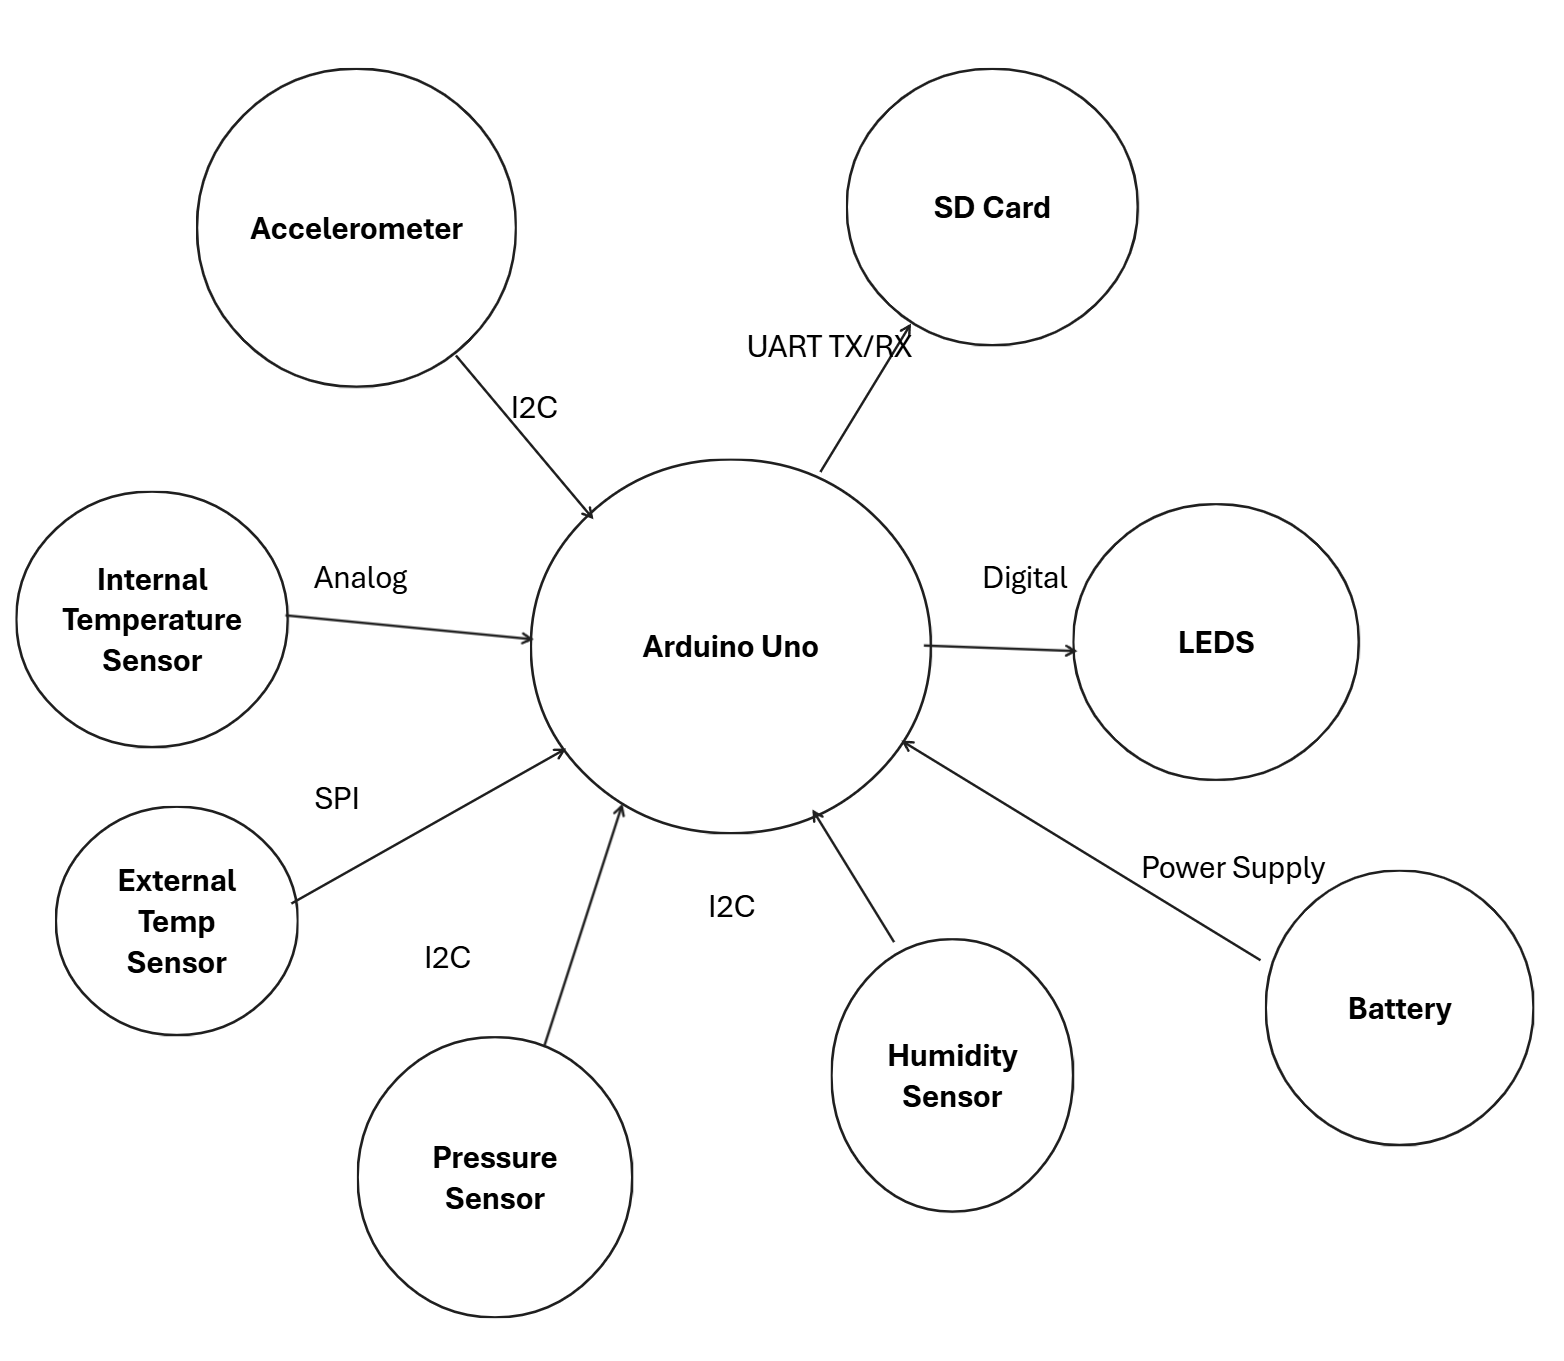 Accelerometer
SD Card
UART TX/RX
I2C
Internal
Temperature
Sensor
Analog
Arduino Uno
Digital
LEDS
SPI
External
Temp
Sensor
I2C
I2C
Power Supply
Battery
Humidity
Sensor
Pressure
Sensor